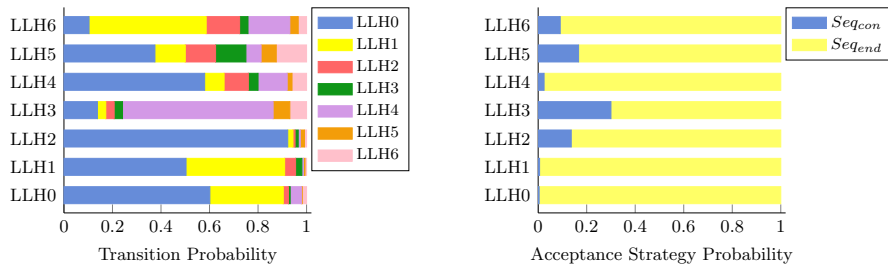 LLH6
LLH5
LLH4
LLH3
LLH2
LLH1
LLH0
0 0.2 0.4 0.6 0.8 1
Transition Probability
LLH0
LLH1
LLH2
LLH3
LLH4
LLH5
LLH6
LLH6
LLH5
LLH4
LLH3
LLH2
LLH1
LLH0
0 0.2 0.4 0.6 0.8 1
Acceptance Strategy Probability
Seq_con
Seq_end